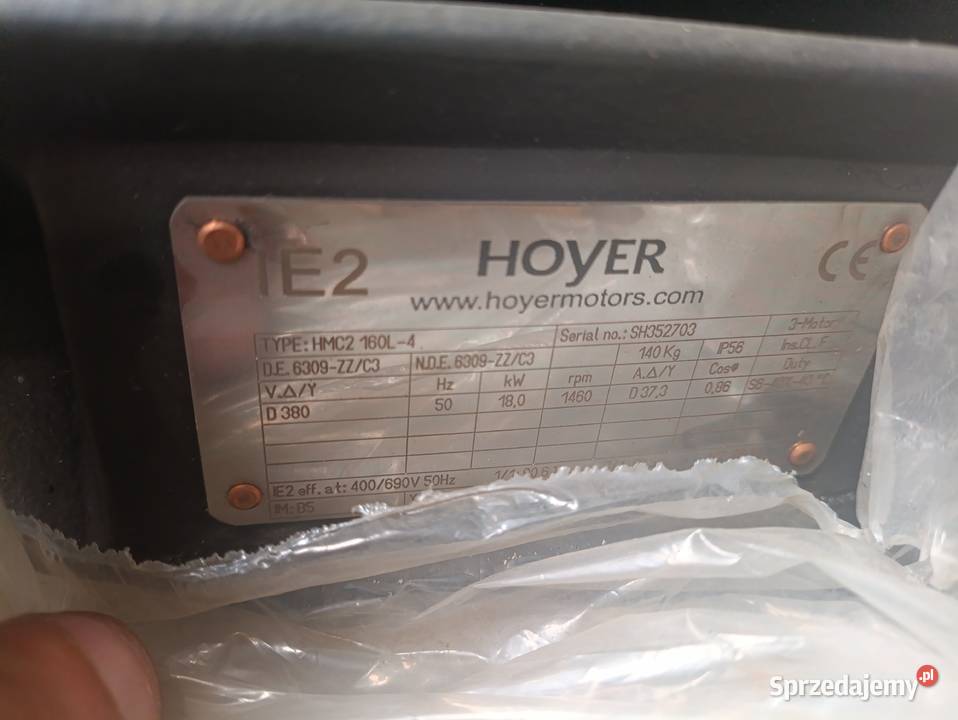 IE2
HOYER
CE
www.hoyermotors.com
TYPE: HMC2 160L-4
Serial no.: SH352703
3-Motor
D.E. 6309-ZZ/C3
N.D.E. 6309-ZZ/C3
140 Kg
IP56
Ins.CL.F
V.Δ/Y
Hz
kW
rpm
A.Δ/Y
Cosφ
Duty
D 380
50
18,0
1460
D 37,3
0,86
IE2 eff. at: 400/690V 50Hz
IM: B5
Sprzedajemy.pl